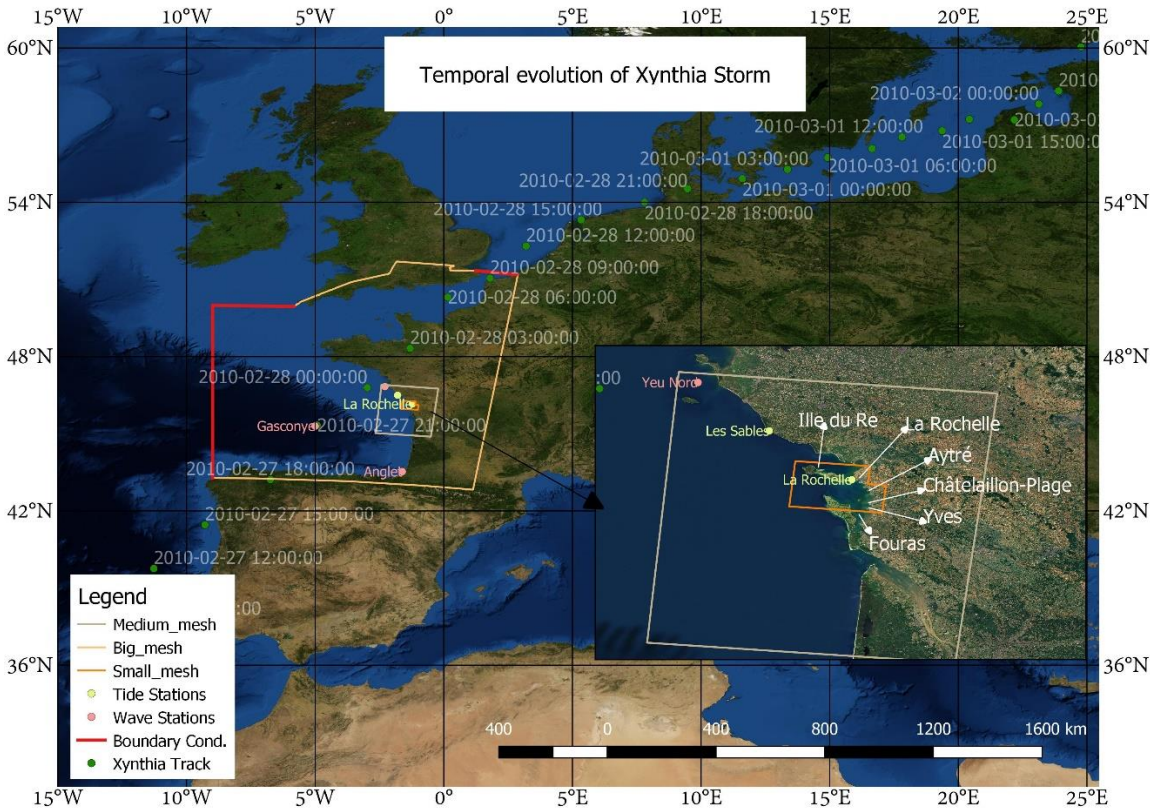 15°W 10°W 5°W 0° 5°E 10°E 15°E 20°E 25°E
60°N 60°N
Temporal evolution of Xynthia Storm
2010-03-02 00:00:00
2010-03-01 12:00:00
2010-03-01 15:00:00
2010-03-01 03:00:00
2010-03-01 06:00:00
2010-02-28 21:00:00
2010-03-01 00:00:00
54°N 54°N
2010-02-28 15:00:00
2010-02-28 18:00:00
2010-02-28 12:00:00
2010-02-28 09:00:00
2010-02-28 06:00:00
2010-02-28 03:00:00
48°N 48°N
2010-02-28 00:00:00
La Rochelle
Gasconye
2010-02-27 21:00:00
Anglet
2010-02-27 18:00:00
42°N 42°N
2010-02-27 15:00:00
2010-02-27 12:00:00
:00
:00
Yeu Nord
Les Sables
Ille du Re
La Rochelle
Aytré
La Rochelle
Châtelaillon-Plage
Yves
Fouras
Legend
Medium_mesh
Big_mesh
Small_mesh
Tide Stations
Wave Stations
Boundary Cond.
Xynthia Track
36°N 36°N
400 0 400 800 1200 1600 km
15°W 10°W 5°W 0° 5°E 10°E 15°E 20°E 25°E